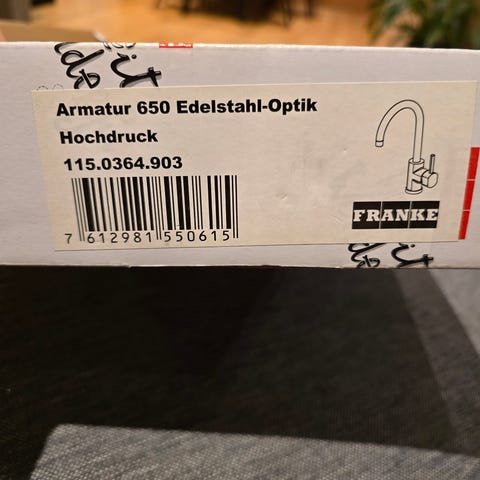 Armatur 650 Edelstahl-Optik
Hochdruck
115.0364.903
7 612981 550615
FRANKE